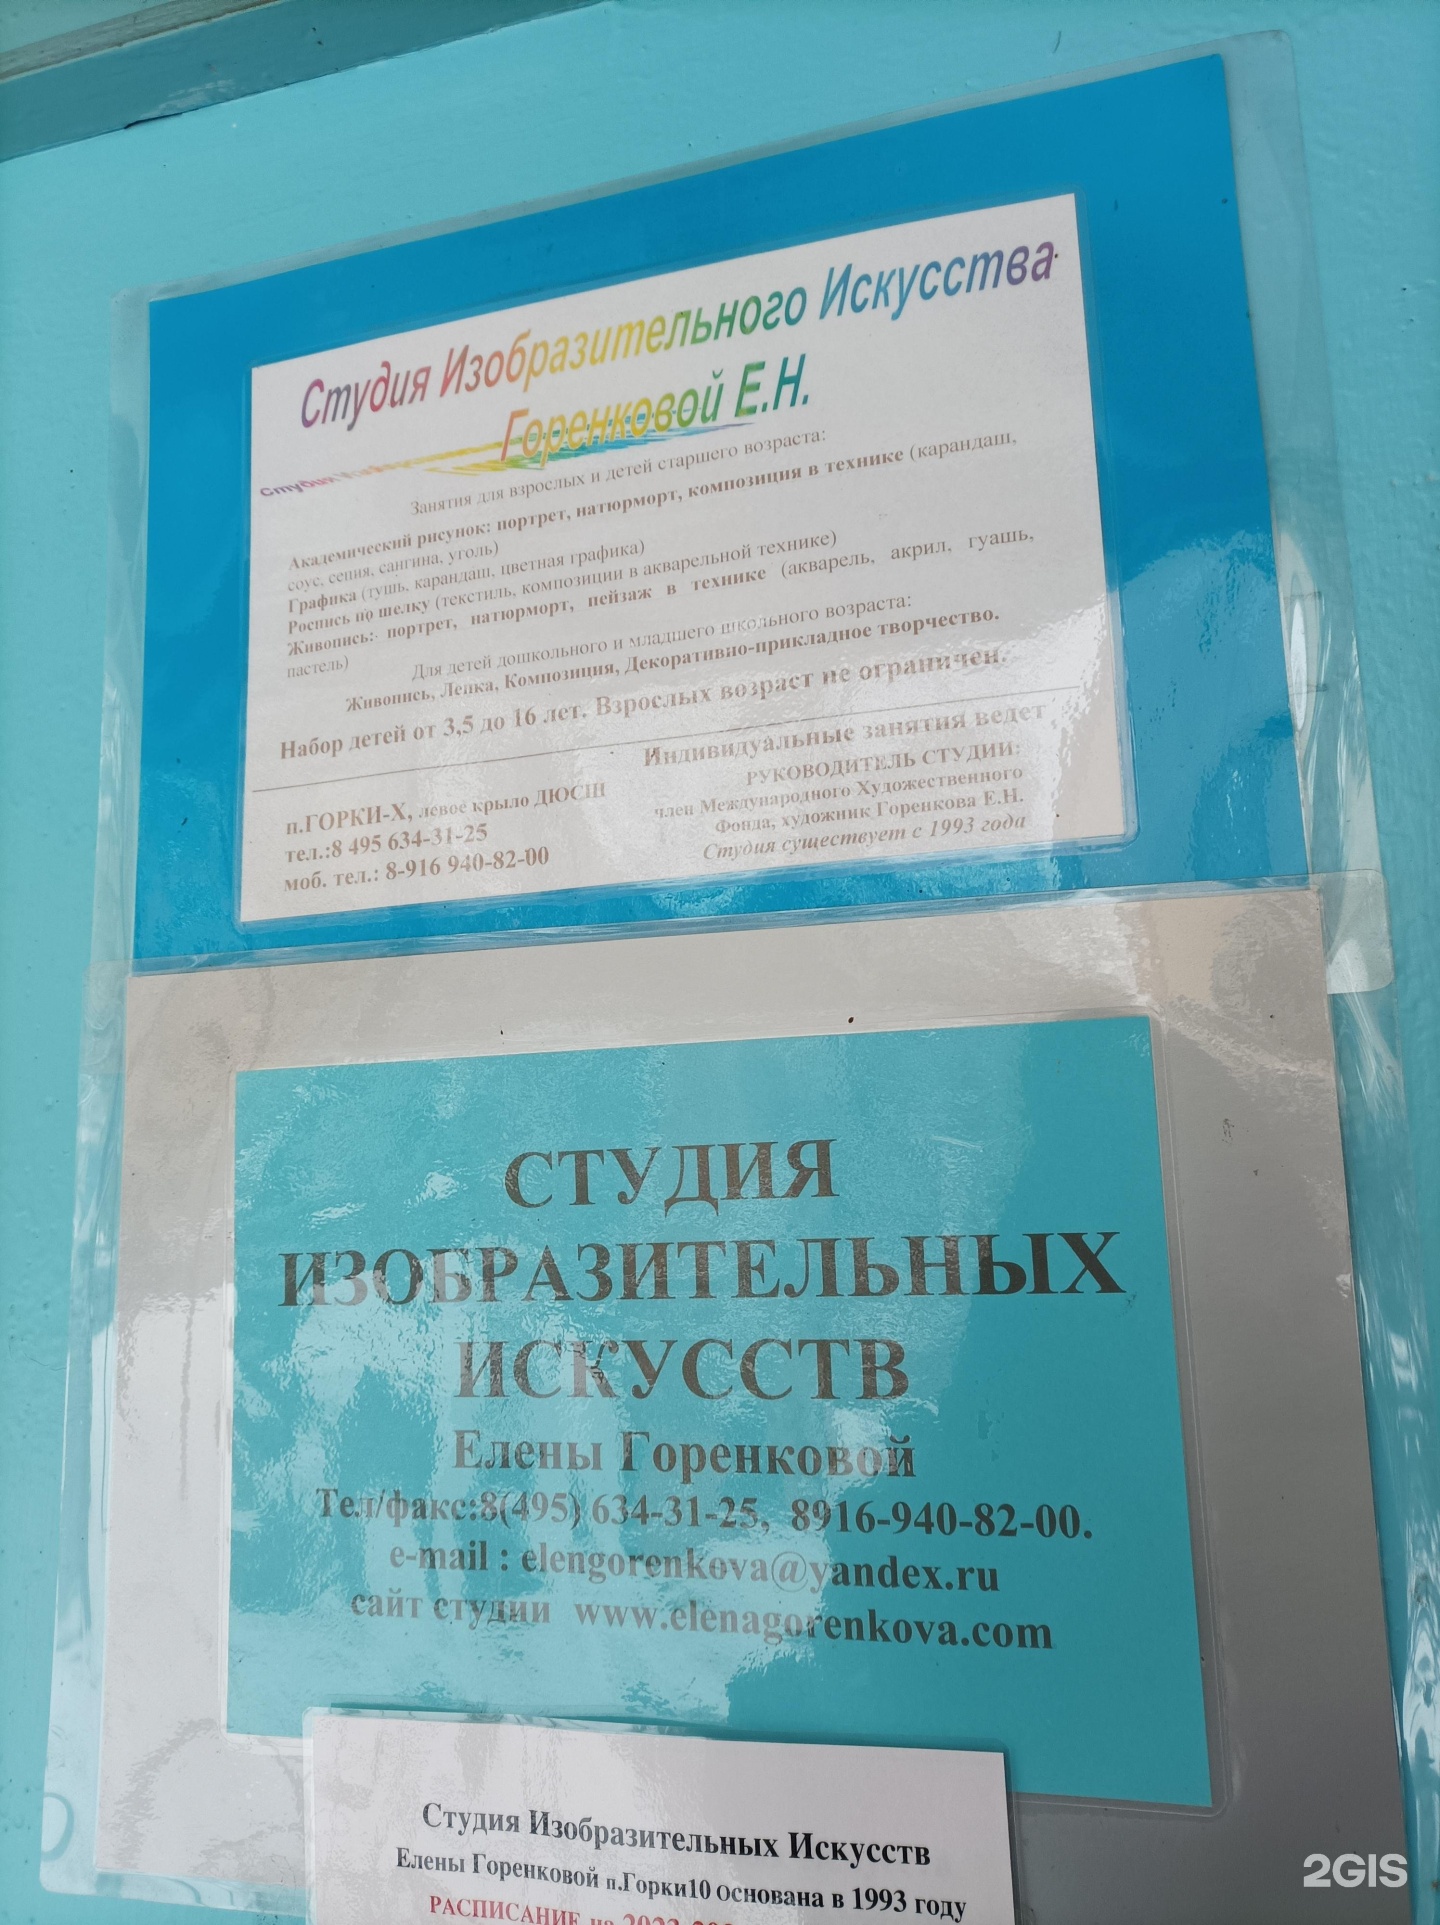 Студия Изобразительного Искусства
Горенковой Е.Н.
Занятия для взрослых и детей старшего возраста:
Академический рисунок: портрет, натюрморт, композиция в технике (карандаш,
соус, сепия, сангина, уголь)
Графика (тушь, карандаш, цветная графика)
Роспись по шелку (текстиль, композиции в акварельной технике)
Живопись: портрет, натюрморт, пейзаж в технике (акварель, акрил, гуашь,
пастель)
Для детей дошкольного и младшего школьного возраста:
Живопись, Лепка, Композиция, Декоративно-прикладное творчество.
Набор детей от 3,5 до 16 лет. Взрослых возраст не ограничен.
п.ГОРКИ-Х, левое крыло ДЮСШ
тел.:8 495 634-31-25
моб. тел.: 8-916 940-82-00
Индивидуальные занятия ведет
РУКОВОДИТЕЛЬ СТУДИИ:
член Международного Художественного
Фонда, художник Горенкова Е.Н.
Студия существует с 1993 года
СТУДИЯ
ИЗОБРАЗИТЕЛЬНЫХ
ИСКУССТВ
Елены Горенковой
Тел/факс:8(495) 634-31-25, 8916-940-82-00.
e-mail : elengorenkova@yandex.ru
сайт студии www.elenagorenkova.com
Студия Изобразительных Искусств
Елены Горенковой п.Горки10 основана в 1993 году
РАСПИСАНИЕ на
2GIS